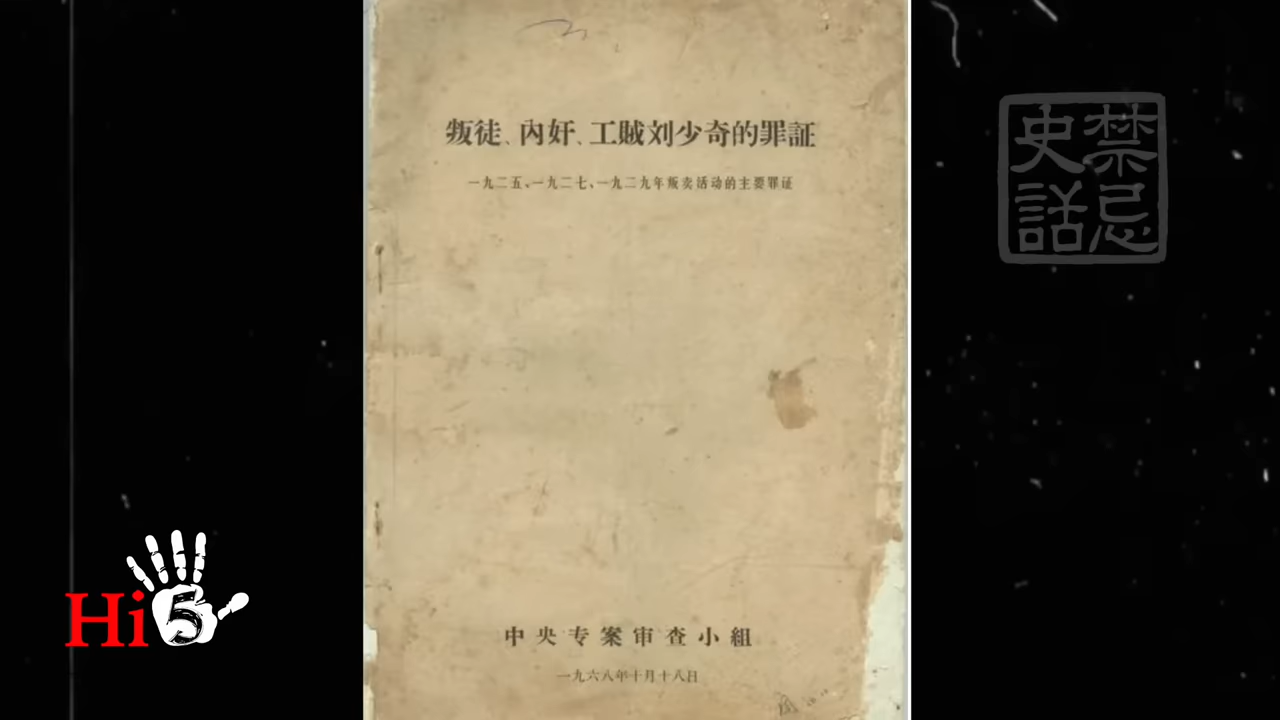 叛徒、內奸、工贼刘少奇的罪証
一九二五、一九二七、一九二九年叛卖活动的主要罪证
中央专案审查小組
一九六八年十月十八日
禁忌
史話
Hi5